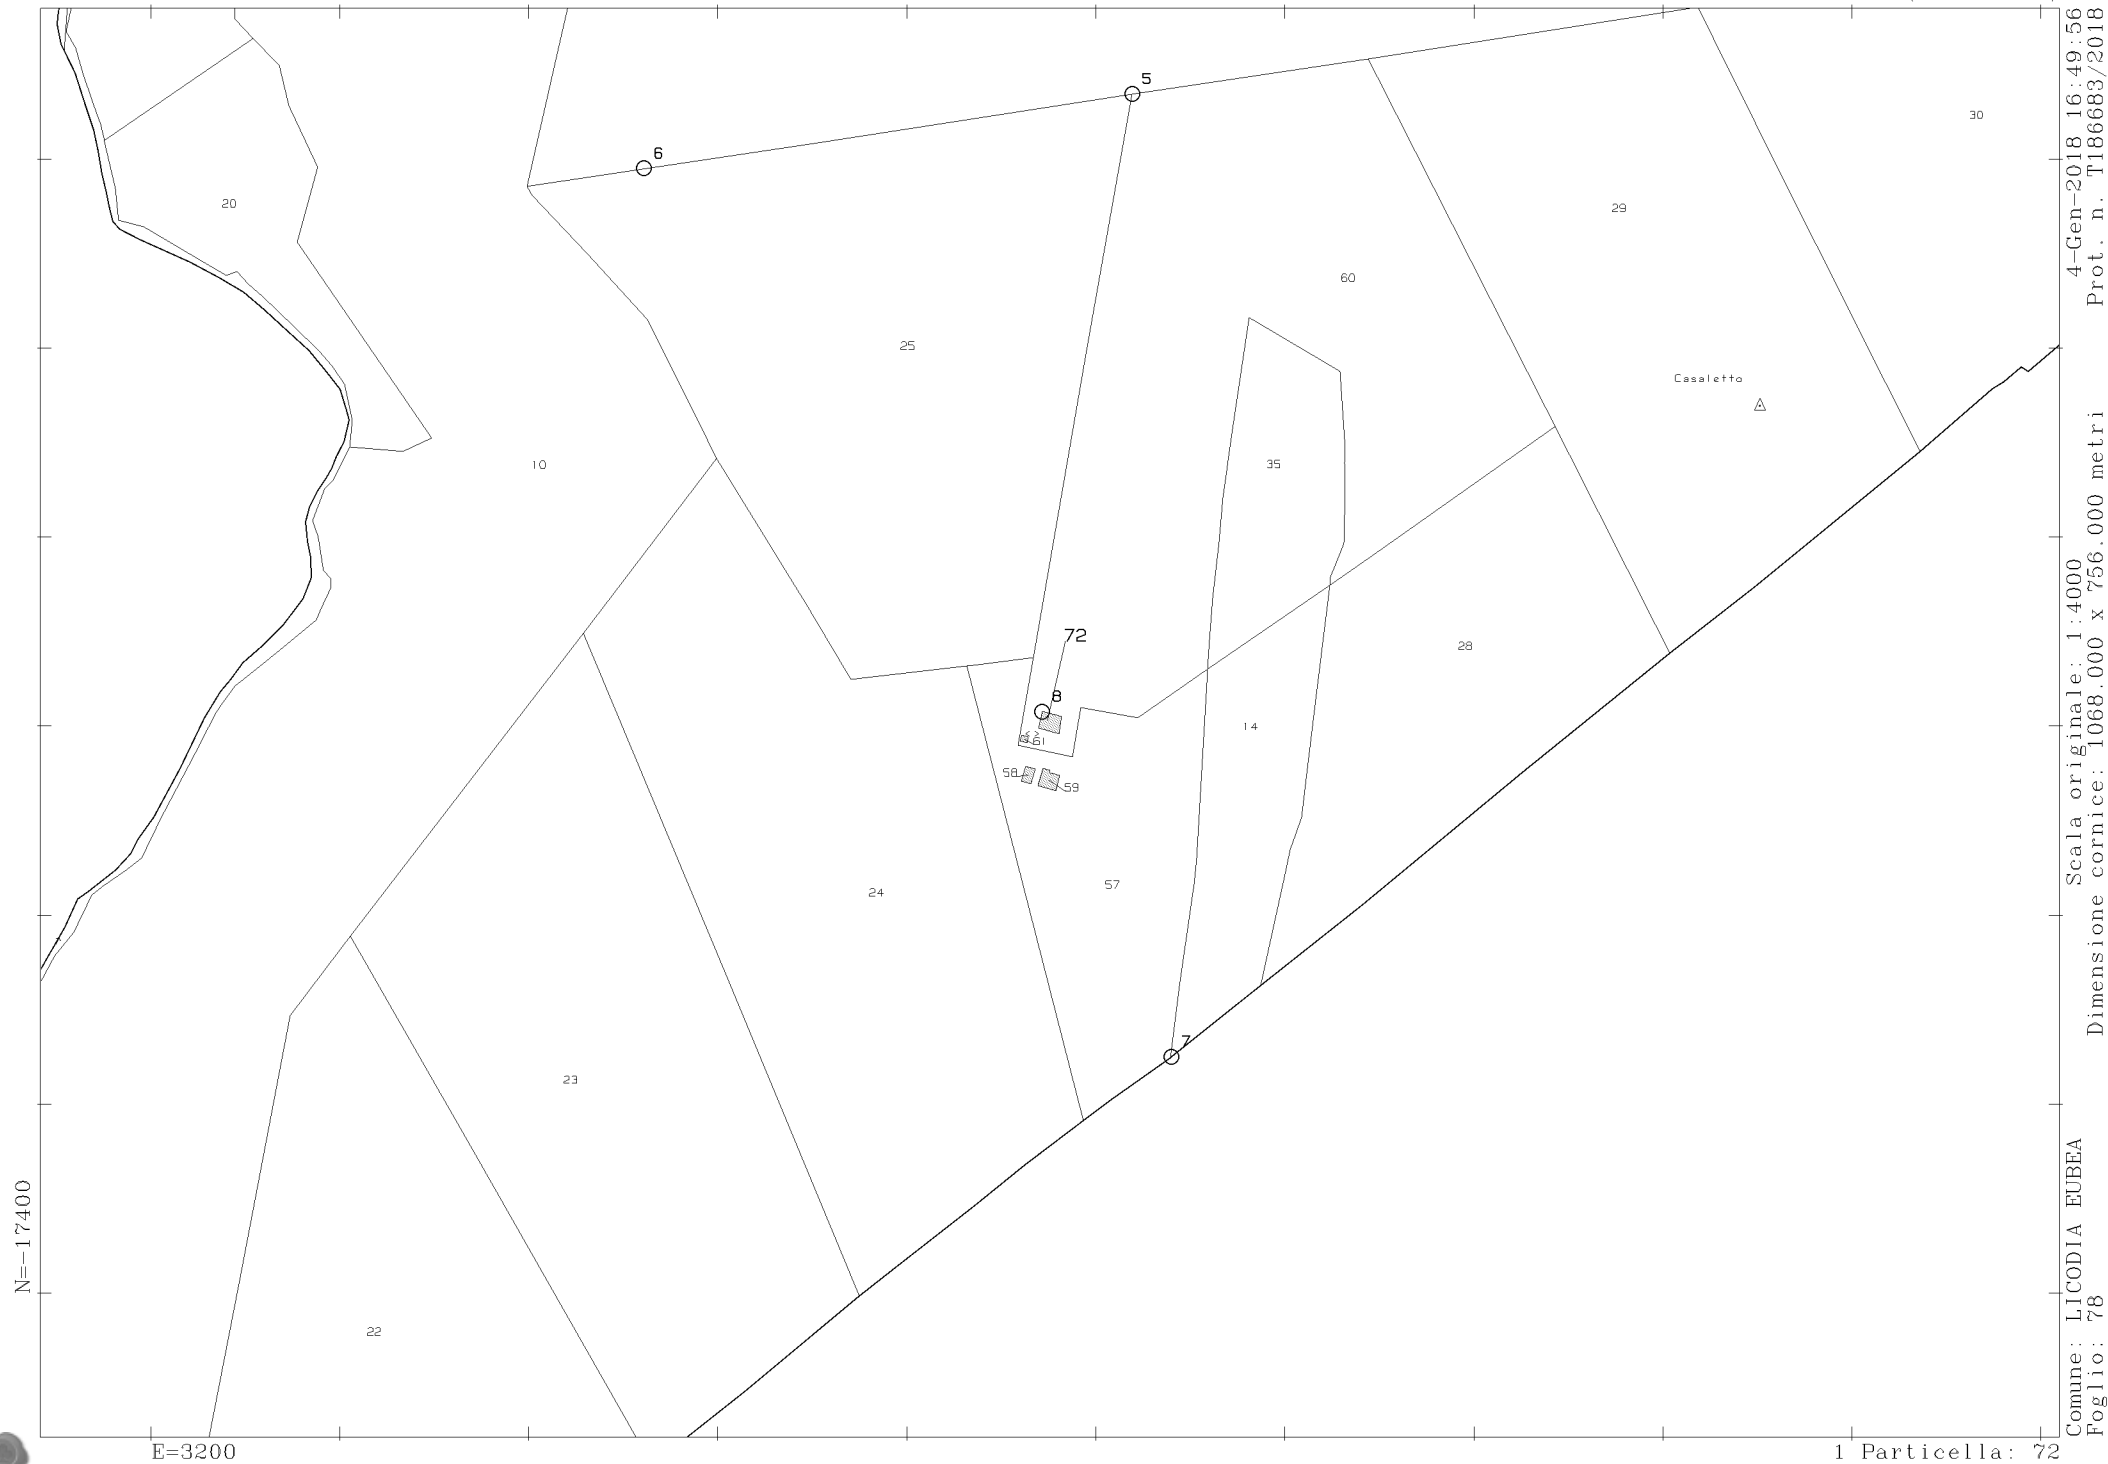 5
30
6
20
29
60
25
Casaletto
10
35
72
28
8
14
61
58
59
57
24
7
23
22
N=-17400
E=3200
1 Particella: 72
4-Gen-2018 16:49:56
Prot. n. T186683/2018
Scala originale: 1:4000
Dimensione cornice: 1068.000 x 756.000 metri
Comune: LICODIA EUBEA
Foglio: 78